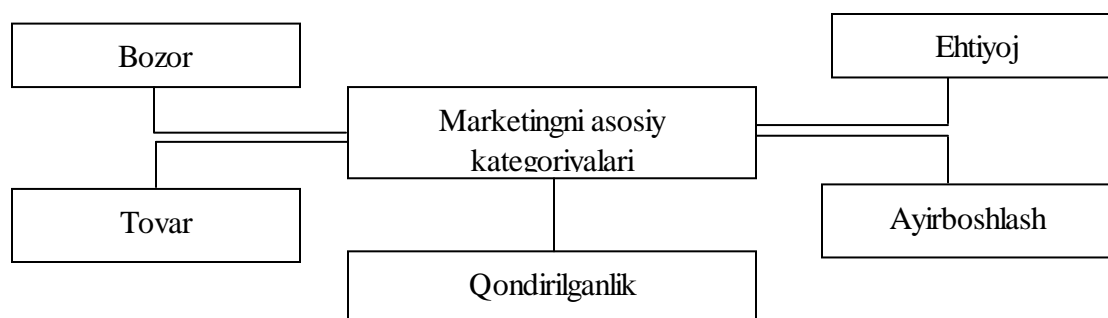 Bozor
Ehtiyoj
Marketingni asosiy
kategoriyalari
Tovar
Ayirboshlash
Qondirilganlik